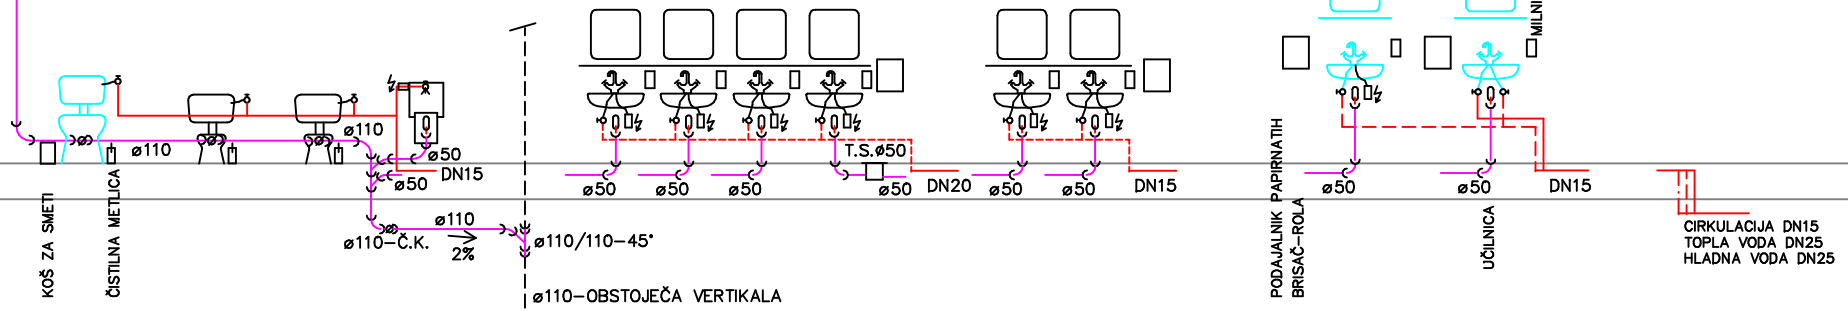 MILNI
ø110
ø110
ø50
DN15
ø50
KOŠ ZA SMETI
ČISTILNA METLICA
ø110
ø110-Č.K.
2%
ø110/110-45°
ø110-OBSTOJEČA VERTIKALA
ø50
ø50
ø50
T.S.ø50
ø50
DN20
ø50
ø50
DN15
PODAJALNIK PAPIRNATIH
BRISAČ-ROLA
ø50
ø50
UČILNICA
DN15
CIRKULACIJA DN15
TOPLA VODA DN25
HLADNA VODA DN25